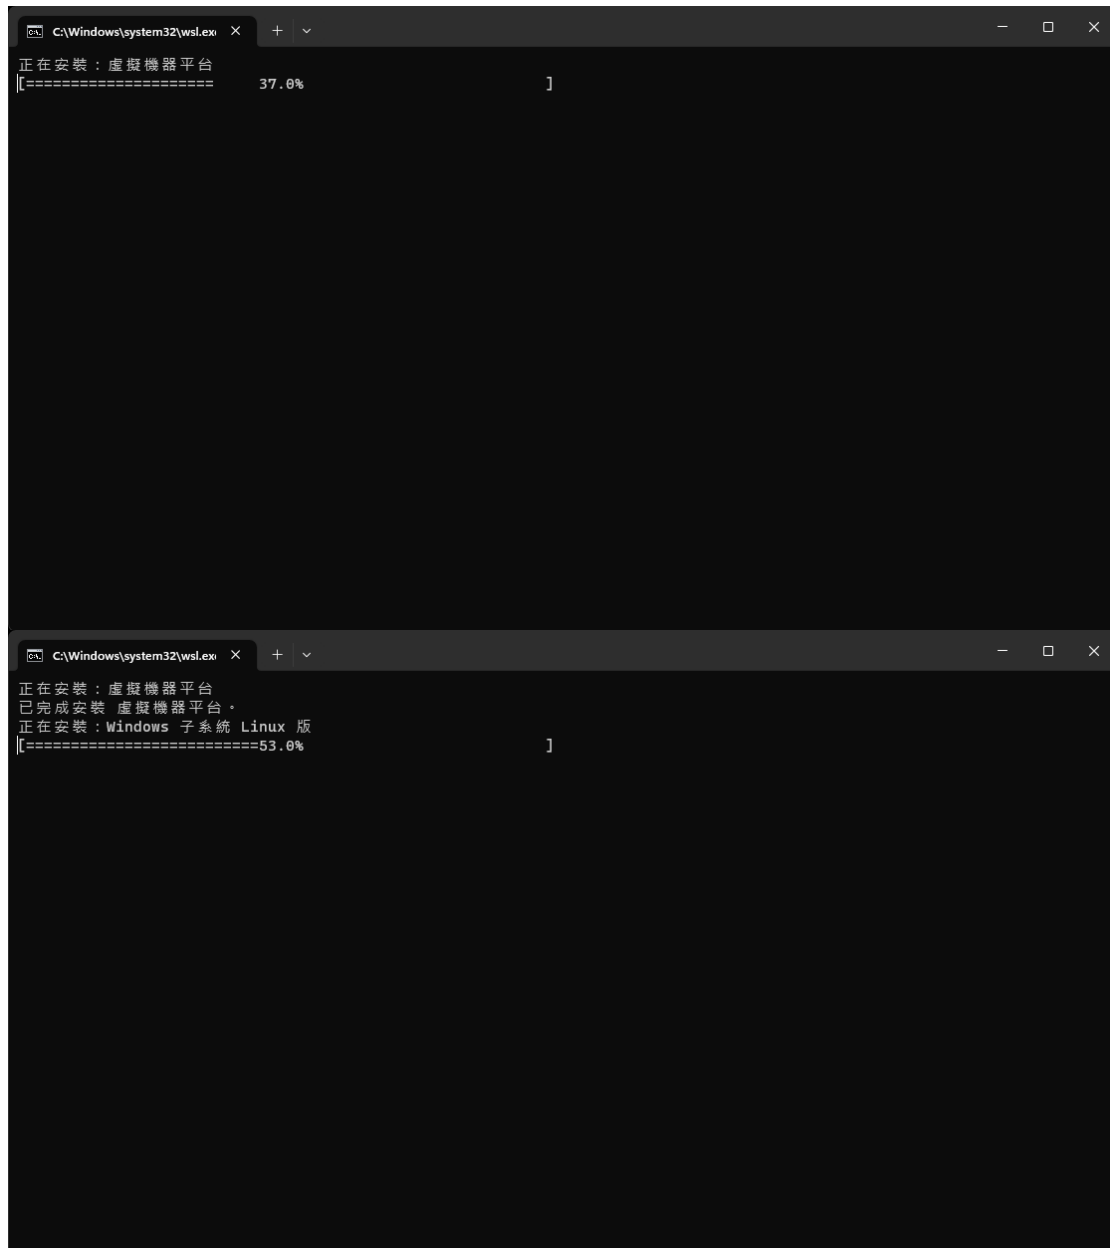 C:\Windows\system32\wsl.ex
正在安裝：虛擬機器平台
[=====================     37.0%                           ]
C:\Windows\system32\wsl.ex
正在安裝：虛擬機器平台
已完成安裝 虛擬機器平台。
正在安裝：Windows 子系統 Linux 版
[==========================53.0%                           ]